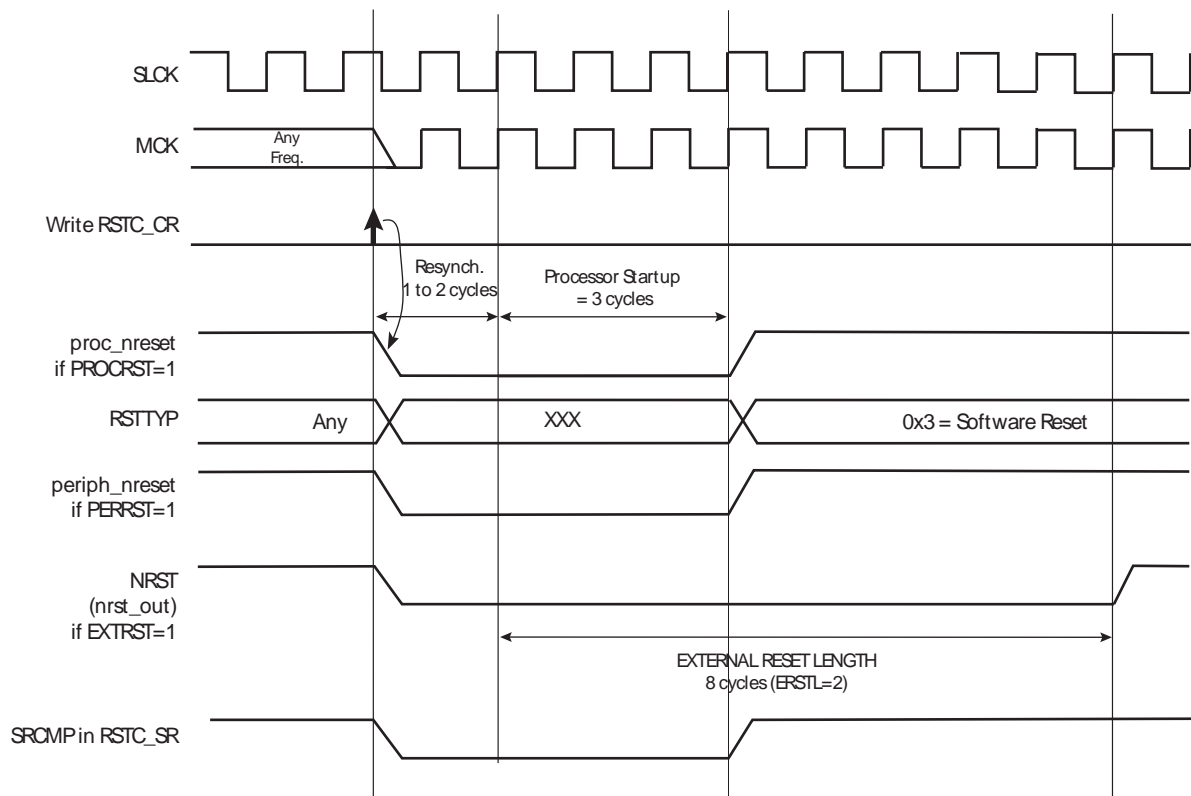 SLCK
MCK
Any
Freq.
Write RSTC_CR
Resynch.
1 to 2 cycles
Processor Startup
= 3 cycles
proc_nreset
if PROCRST=1
RSTTYP
Any
XXX
0x3 = Software Reset
periph_nreset
if PERRST=1
NRST
(nrst_out)
if EXTRST=1
EXTERNAL RESET LENGTH
8 cycles (ERSTL=2)
SRCMP in RSTC_SR